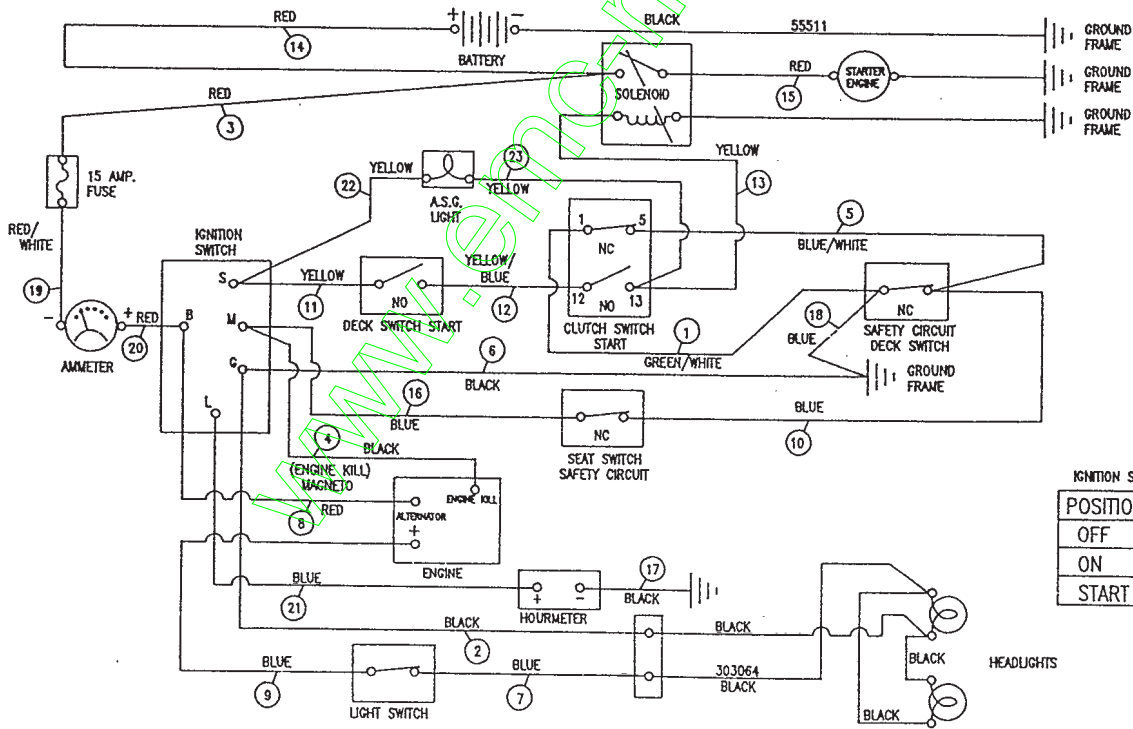 RED
14
+
-
BATTERY
BLACK
55511
GROUND
FRAME
RED
3
SOLENOID
RED
15
STARTER
ENGINE
GROUND
FRAME
GROUND
FRAME
15 AMP.
FUSE
YELLOW
22
A.S.G.
LIGHT
23
YELLOW
YELLOW
13
RED/
WHITE
19
IGNITION
SWITCH
S
YELLOW
11
NO
DECK SWITCH START
YELLOW/
BLUE
12
1
5
NC
12
13
NO
CLUTCH SWITCH
START
5
BLUE/WHITE
NC
SAFETY CIRCUIT
DECK SWITCH
18
BLUE
1
GREEN/WHITE
-
+
RED
20
AMMETER
B
M
G
L
6
BLACK
GROUND
FRAME
16
BLUE
NC
SEAT SWITCH
SAFETY CIRCUIT
BLUE
10
4
BLACK
(ENGINE KILL)
MAGNETO
RED
8
ENGINE KILL
ALTERNATOR
+
ENGINE
BLUE
21
+
-
HOURMETER
17
BLACK
BLACK
2
BLACK
BLUE
9
LIGHT SWITCH
BLUE
7
303064
BLACK
BLACK
BLACK
HEADLIGHTS
IGNITION S
POSITIO
OFF
ON
START